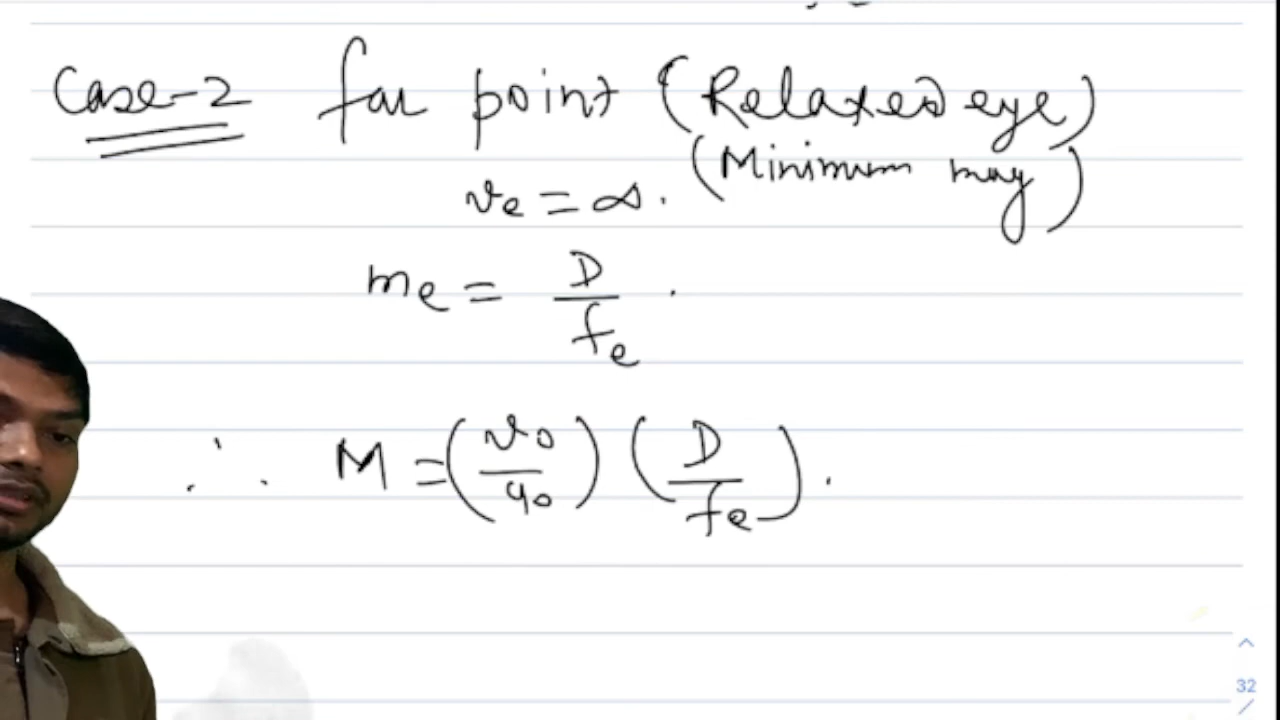 Case-2 far point (Relaxed eye)
(Minimum mag)
ve = ∞.
me = D/fe .
∴ M = (v0/u0) (D/fe) .
32